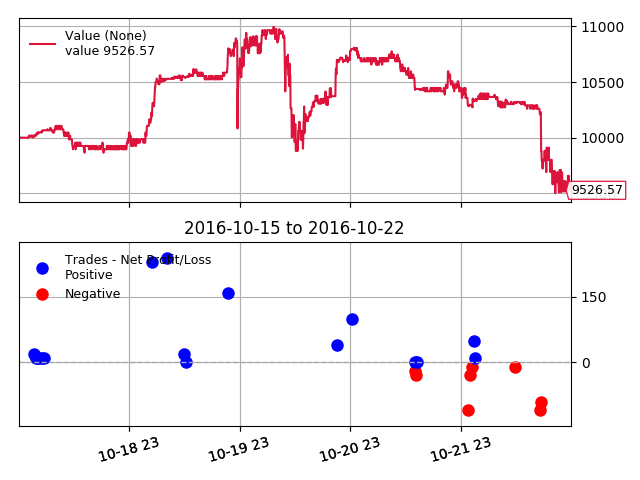 Value (None)
value 9526.57
11000
10500
10000
9526.57
2016-10-15 to 2016-10-22
Trades - Net Profit/Loss
Positive
Negative
150
0
10-18 23
10-19 23
10-20 23
10-21 23